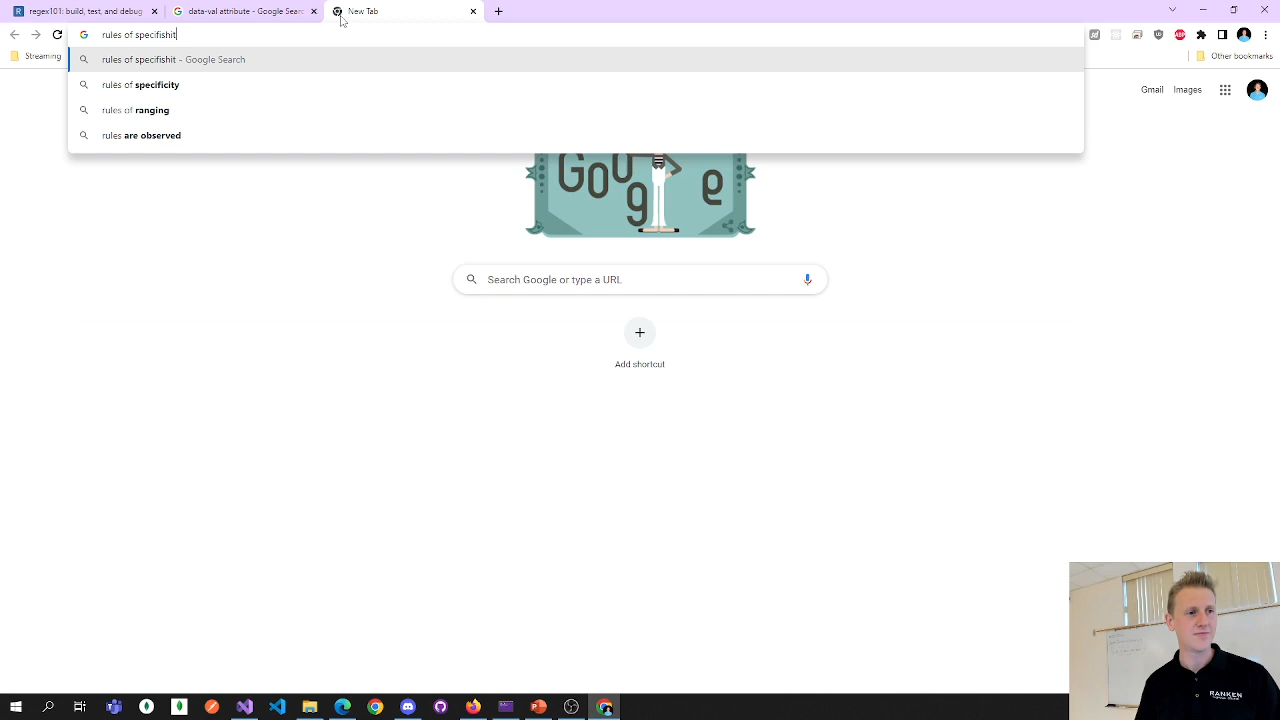 regex101: build, test, and debug
data-val attribute - Google Searc
New Tab
rules of specifishit
Streaming
rules of specifishit - Google Search
rules of specificity
rules of ranging
rules are observed
Other bookmarks
Gmail
Images
Google
Search Google or type a URL
Add shortcut
RANKEN